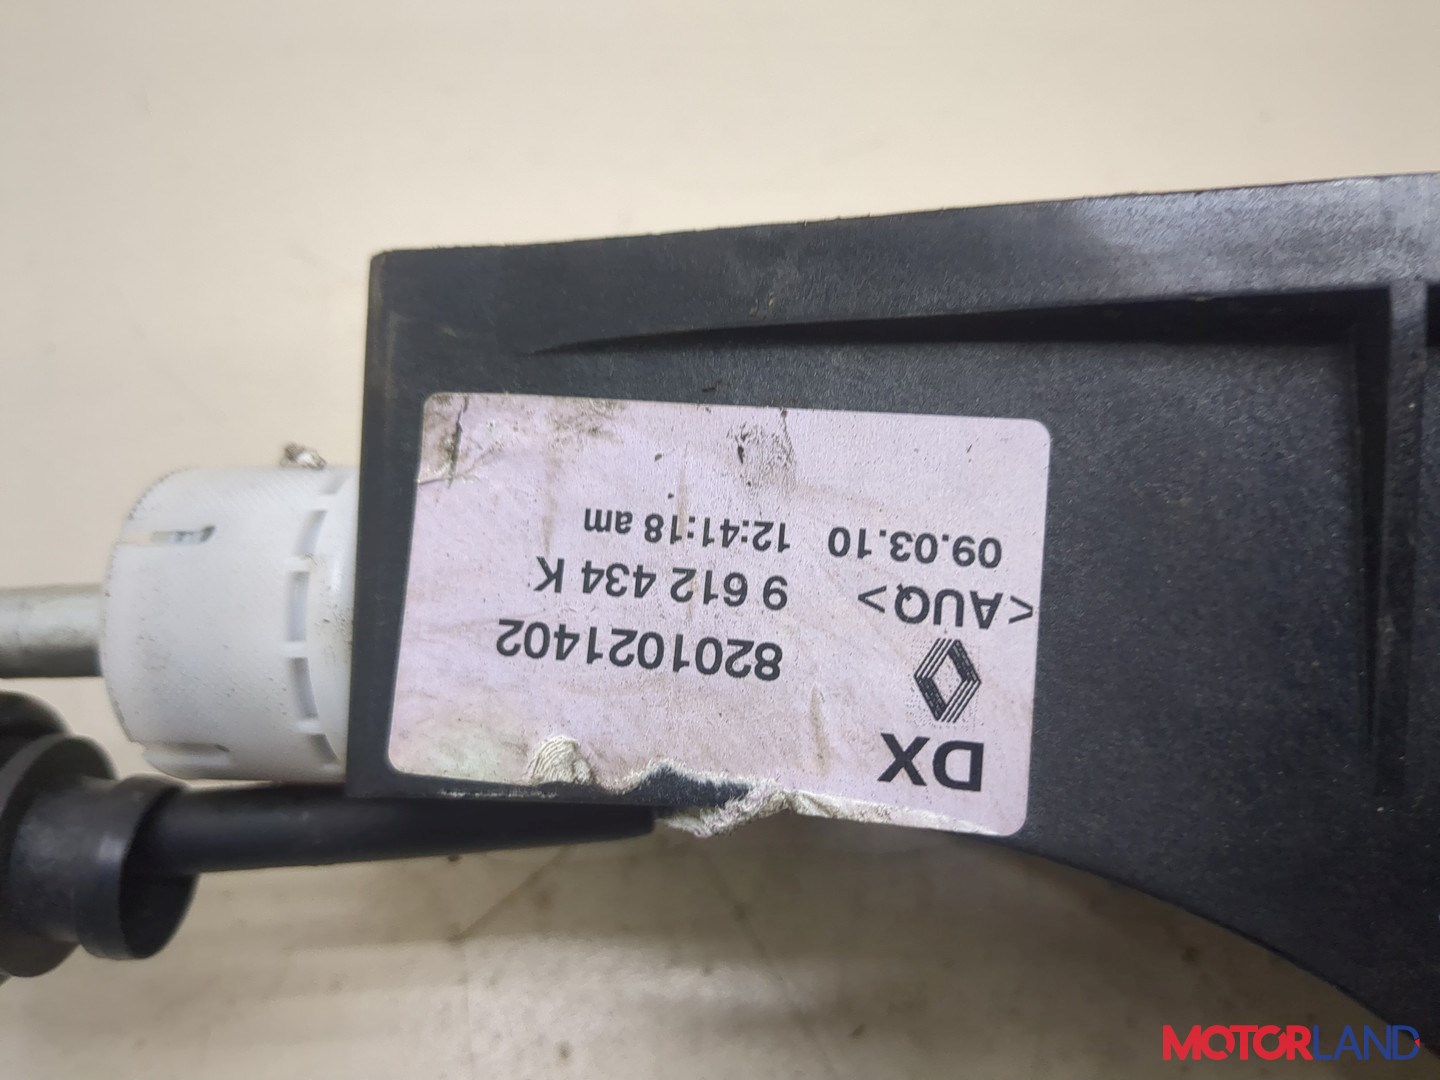 DX
8201021402
<AUQ> 9 612 434 K
09.03.10 12:41:18 am
MOTORLAND